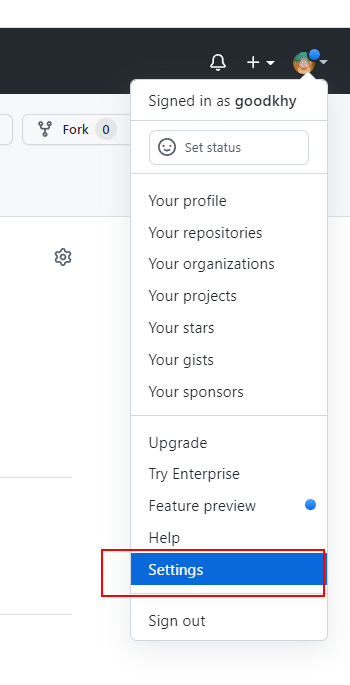 Fork 0
Signed in as goodkhy
Set status
Your profile
Your repositories
Your organizations
Your projects
Your stars
Your gists
Your sponsors
Upgrade
Try Enterprise
Feature preview
Help
Settings
Sign out